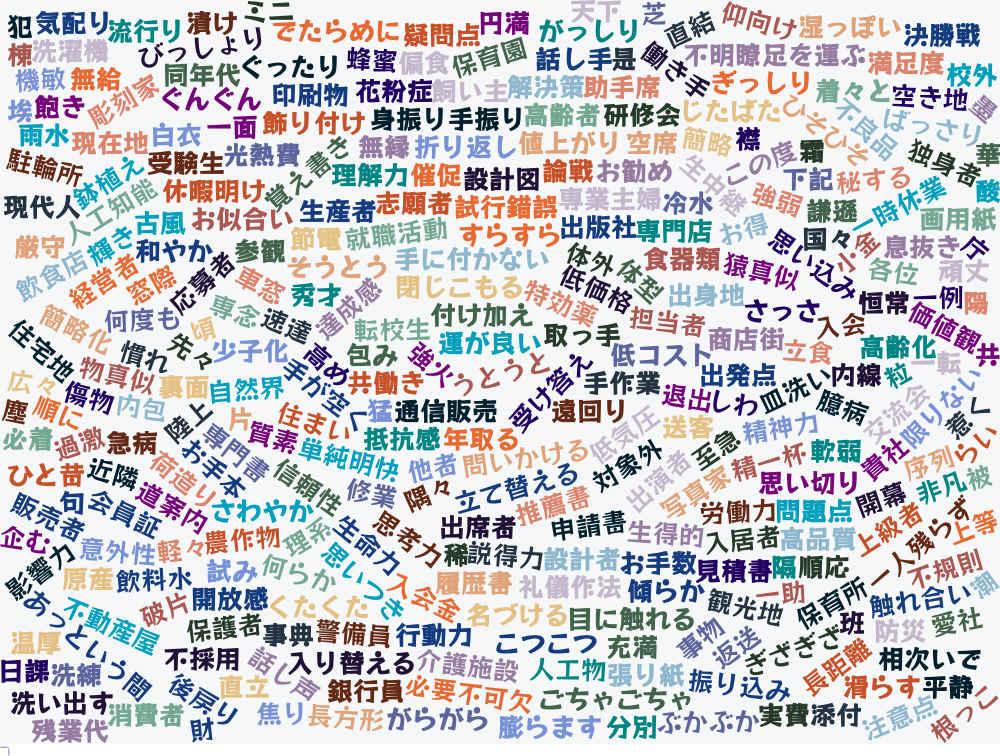 犯 気配り 流行り 漬け ミニ でたらめに 疑問点 円満 がっしり 天下 芝 直結 仰向け 湿っぽい 決勝戦
棟 洗濯機 びっしょり 蜂蜜 偏食 保育園 話し手 是 働き手 不明瞭 足を運ぶ 満足度 校外
機敏 無給 彫刻家 同年代 ぐったり 印刷物 花粉症 飼い主 解決策 助手席 ぎっしり 着々と 空き地 墨
埃 飽き ぐんぐん 飾り付け 身振り手振り 高齢者 研修会 じたばた ひそひそ 不良品 ばっさり
雨水 現在地 白衣 一面 無縁 折り返し 値上がり 空席 簡略 襟 霜 独身者 華
駐輪所 鉢植え 受験生 光熱費 覚え書き 理解力 催促 設計図 論戦 お勧め 生中継 この度 下記 秘する 酸
現代人 人工知能 休暇明け 生産者 志願者 試行錯誤 専業主婦 冷水 強弱 謙遜 一時休業 画用紙
厳守 輝き 古風 お似合い 和やか 参観 節電 就職活動 すらすら 出版社 専門店 お得 思い込み 国々 小金 息抜き 庁
飲食店 経営者 窓際 応募者 車窓 そうとう 手に付かない 体外 体型 食器類 猿真似 各位 頑丈
簡略化 何度も 専念 秀才 速達 達成感 閉じこもる 特効薬 低価格 出身地 さっさ 恒常 一例 陽
住宅地 慣れ 先々 頃 転校生 付け加え 取っ手 担当者 商店街 入会 価値観 共
物真似 少子化 高め 包み 強火 運が良い うとうと 低コスト 立食 高齢化 一転
広々 傷物 内包 裏面 自然界 手が空く 共働き 受け答え 手作業 出発点 皿洗い 内線 粒
塵 順に 陸上 片 住まい 猛 通信販売 遠回り 退出 しわ 臆病 交流会 限りない 惹く
必着 過激 急病 お手本 専門書 質素 単純明快 抵抗感 年取る 低気圧 送客 至急 精神力 軟弱 貴社
ひと昔 近隣 荷造り 信頼性 他者 問いかける 対象外 出演者 写真家 精一杯 思い切り 序列 らい
販売者 句 会員証 道案内 さわやか 修業 隅々 立て替える 推薦書 労働力 問題点 開幕 非凡 被
企む 影響力 意外性 軽々 農作物 理系 生命力 思考力 出席者 申請書 生得的 入居者 高品質 上級者 一人残らず 上等
原産 飲料水 試み 何らか 思いつき 稀 説得力 設計者 お手数 見積書 隔 順応 不規則
あっという間 不動産屋 破片 開放感 くたくた 入会金 履歴書 礼儀作法 傾らか 観光地 一助 保育所 触れ合い 潮
温厚 保護者 事典 警備員 行動力 名づける 目に触れる こつこつ 充満 事物 返送 ぎざぎざ 班 防災 愛社
日課 洗練 不採用 話し声 入り替える 介護施設 人工物 張り紙 振り込み 長距離 相次いで
洗い出す 後戻り 直立 銀行員 必要不可欠 ごちゃごちゃ 滑らす 平静
残業代 消費者 財 焦り 長方形 がらがら 膨らます 分別 ぷかぷか 実費 添付 注意点 根っこ